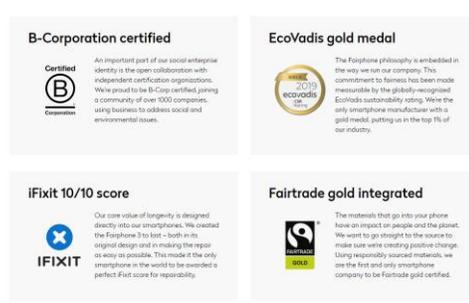 B-Corporation certified
Certified
B
Corporation
An important part of our social enterprise
identity is the open collaboration with
independent certification organizations.
We're proud to be B-Corp certified, joining
a community of over 1000 companies,
using business to address social and
environmental issues.
EcoVadis gold medal
GOLD
2019
ecovadis
CSR
Rating
The Fairphone philosophy is embedded in
the way we run our company. This
commitment to fairness has been made
measurable by the globally-recognized
EcoVadis sustainability rating. We're the
only smartphone manufacturer with a
gold medal, putting us in the top 1% of
our industry.
iFixit 10/10 score
IFIXIT
Our core value of longevity is designed
directly into our smartphones. We created
the Fairphone 3 to last – both in its
original design and in making the repair
as easy as possible. This made it the only
smartphone in the world to be awarded a
perfect iFixit score for repairability.
Fairtrade gold integrated
FAIRTRADE
GOLD
The materials that go into your phone
have an impact on people and the planet.
We want to go straight to the source to
make sure we're creating positive change.
Using responsibly sourced materials, we
are the first and only smartphone
company to be Fairtrade gold certified.